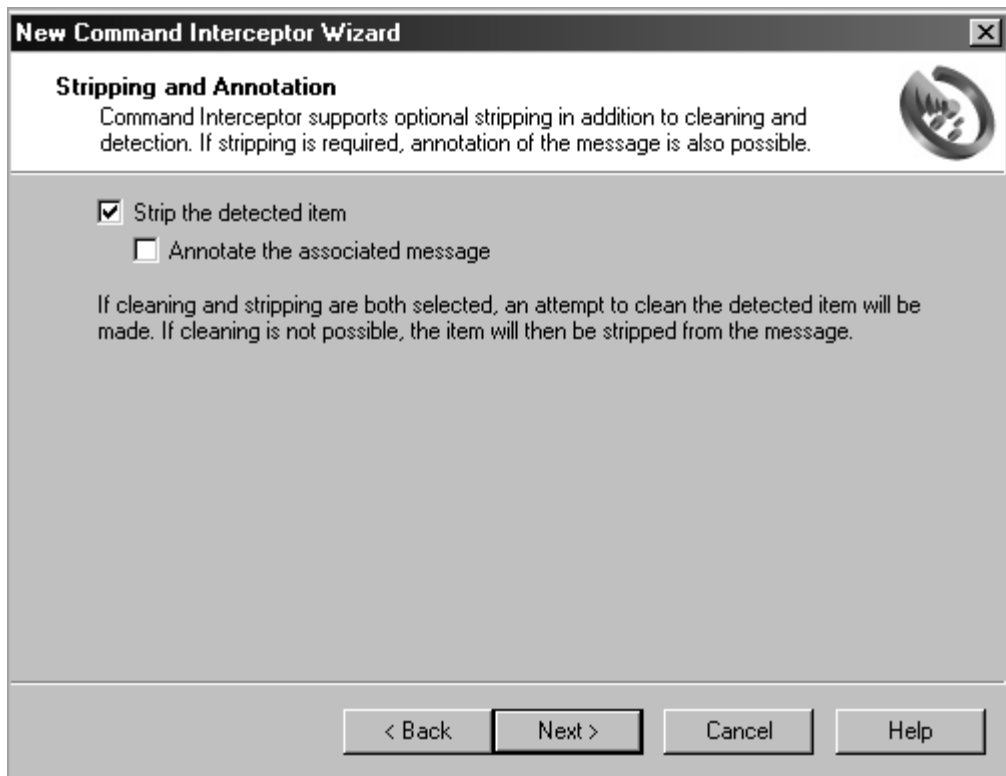 New Command Interceptor Wizard
Stripping and Annotation
Command Interceptor supports optional stripping in addition to cleaning and
detection. If stripping is required, annotation of the message is also possible.
Strip the detected item
Annotate the associated message
If cleaning and stripping are both selected, an attempt to clean the detected item will be
made. If cleaning is not possible, the item will then be stripped from the message.
< Back Next > Cancel Help